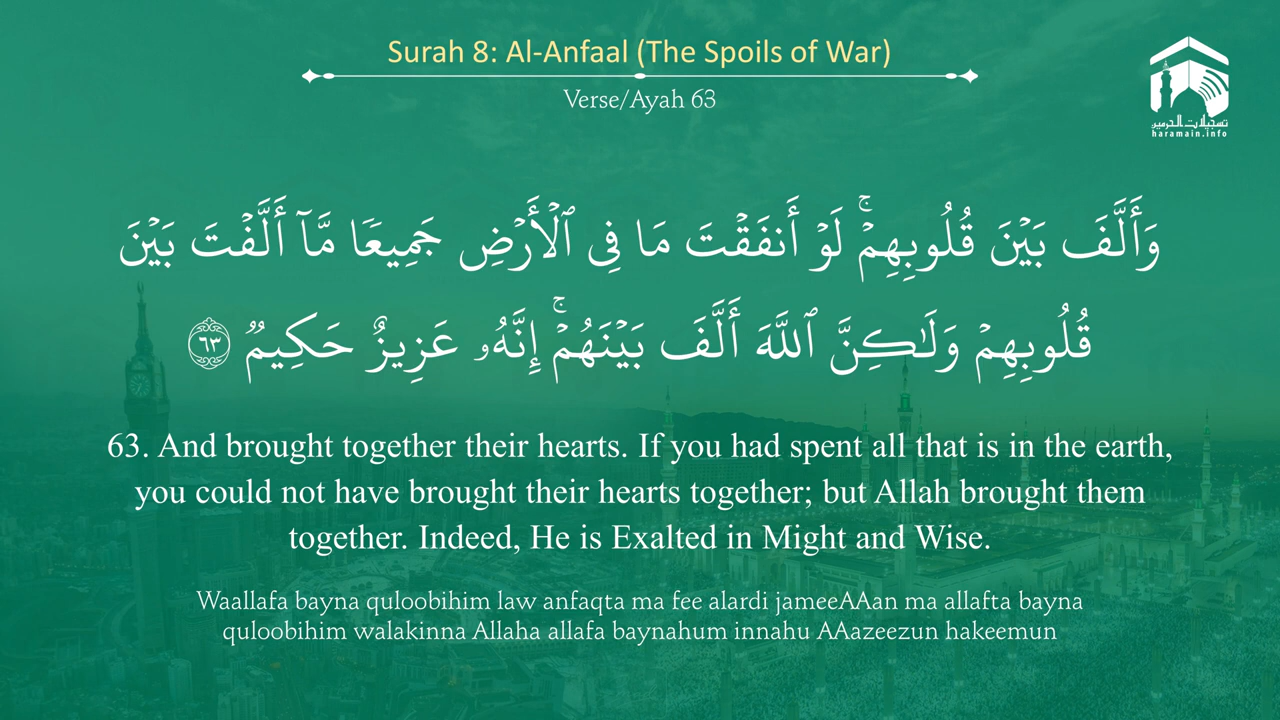 Surah 8: Al-Anfaal (The Spoils of War)
Verse/Ayah 63
تسجيلات الحرمين
haramain.info
وَأَلَّفَ بَيْنَ قُلُوبِهِمْ ۚ لَوْ أَنفَقْتَ مَا فِى ٱلْأَرْضِ جَمِيعًا مَّآ أَلَّفْتَ بَيْنَ
قُلُوبِهِمْ وَلَـٰكِنَّ ٱللَّهَ أَلَّفَ بَيْنَهُمْ ۚ إِنَّهُۥ عَزِيزٌ حَكِيمٌ ٦٣
63. And brought together their hearts. If you had spent all that is in the earth,
you could not have brought their hearts together; but Allah brought them
together. Indeed, He is Exalted in Might and Wise.
Waallafa bayna quloobihim law anfaqta ma fee alardi jameeAAan ma allafta bayna
quloobihim walakinna Allaha allafa baynahum innahu AAazeezun hakeemun